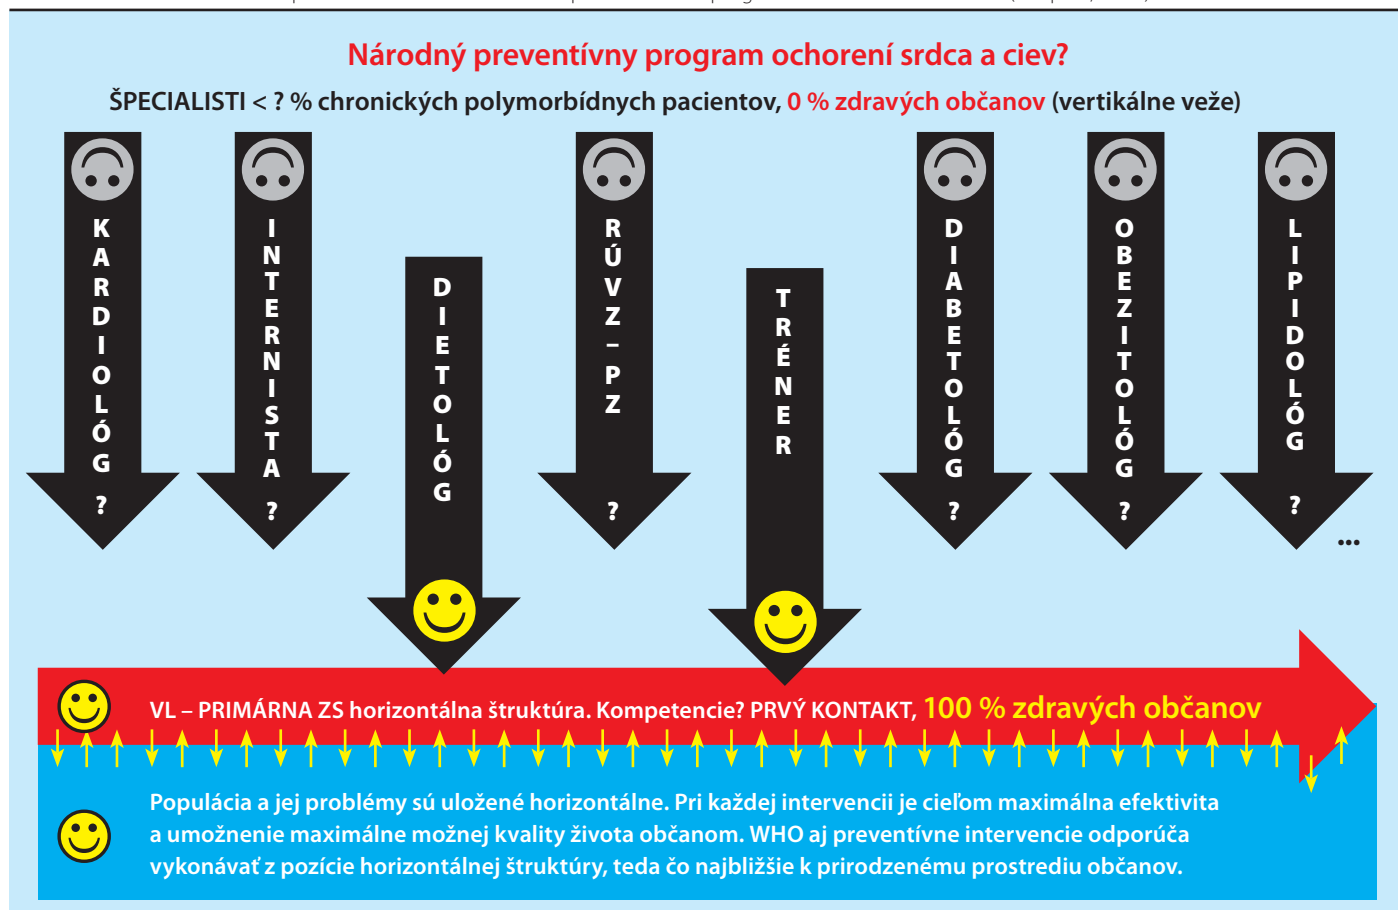 Národný preventívny program ochorení srdca a ciev?
ŠPECIALISTI < ? % chronických polymorbídnych pacientov, 0 % zdravých občanov (vertikálne veže)
KARDIOLÓG ?
INTERNISTA ?
DIETOLÓG
RÚVZ – PZ ?
TRÉNER
DIABETOLÓG ?
OBEZITOLÓG ?
LIPIDOLÓG ?
...
VL – PRIMÁRNA ZS horizontálna štruktúra. Kompetencie? PRVÝ KONTAKT, 100 % zdravých občanov
Populácia a jej problémy sú uložené horizontálne. Pri každej intervencii je cieľom maximálna efektivita
a umožnenie maximálne možnej kvality života občanom. WHO aj preventívne intervencie odporúča
vykonávať z pozície horizontálnej štruktúry, teda čo najbližšie k prirodzenému prostrediu občanov.